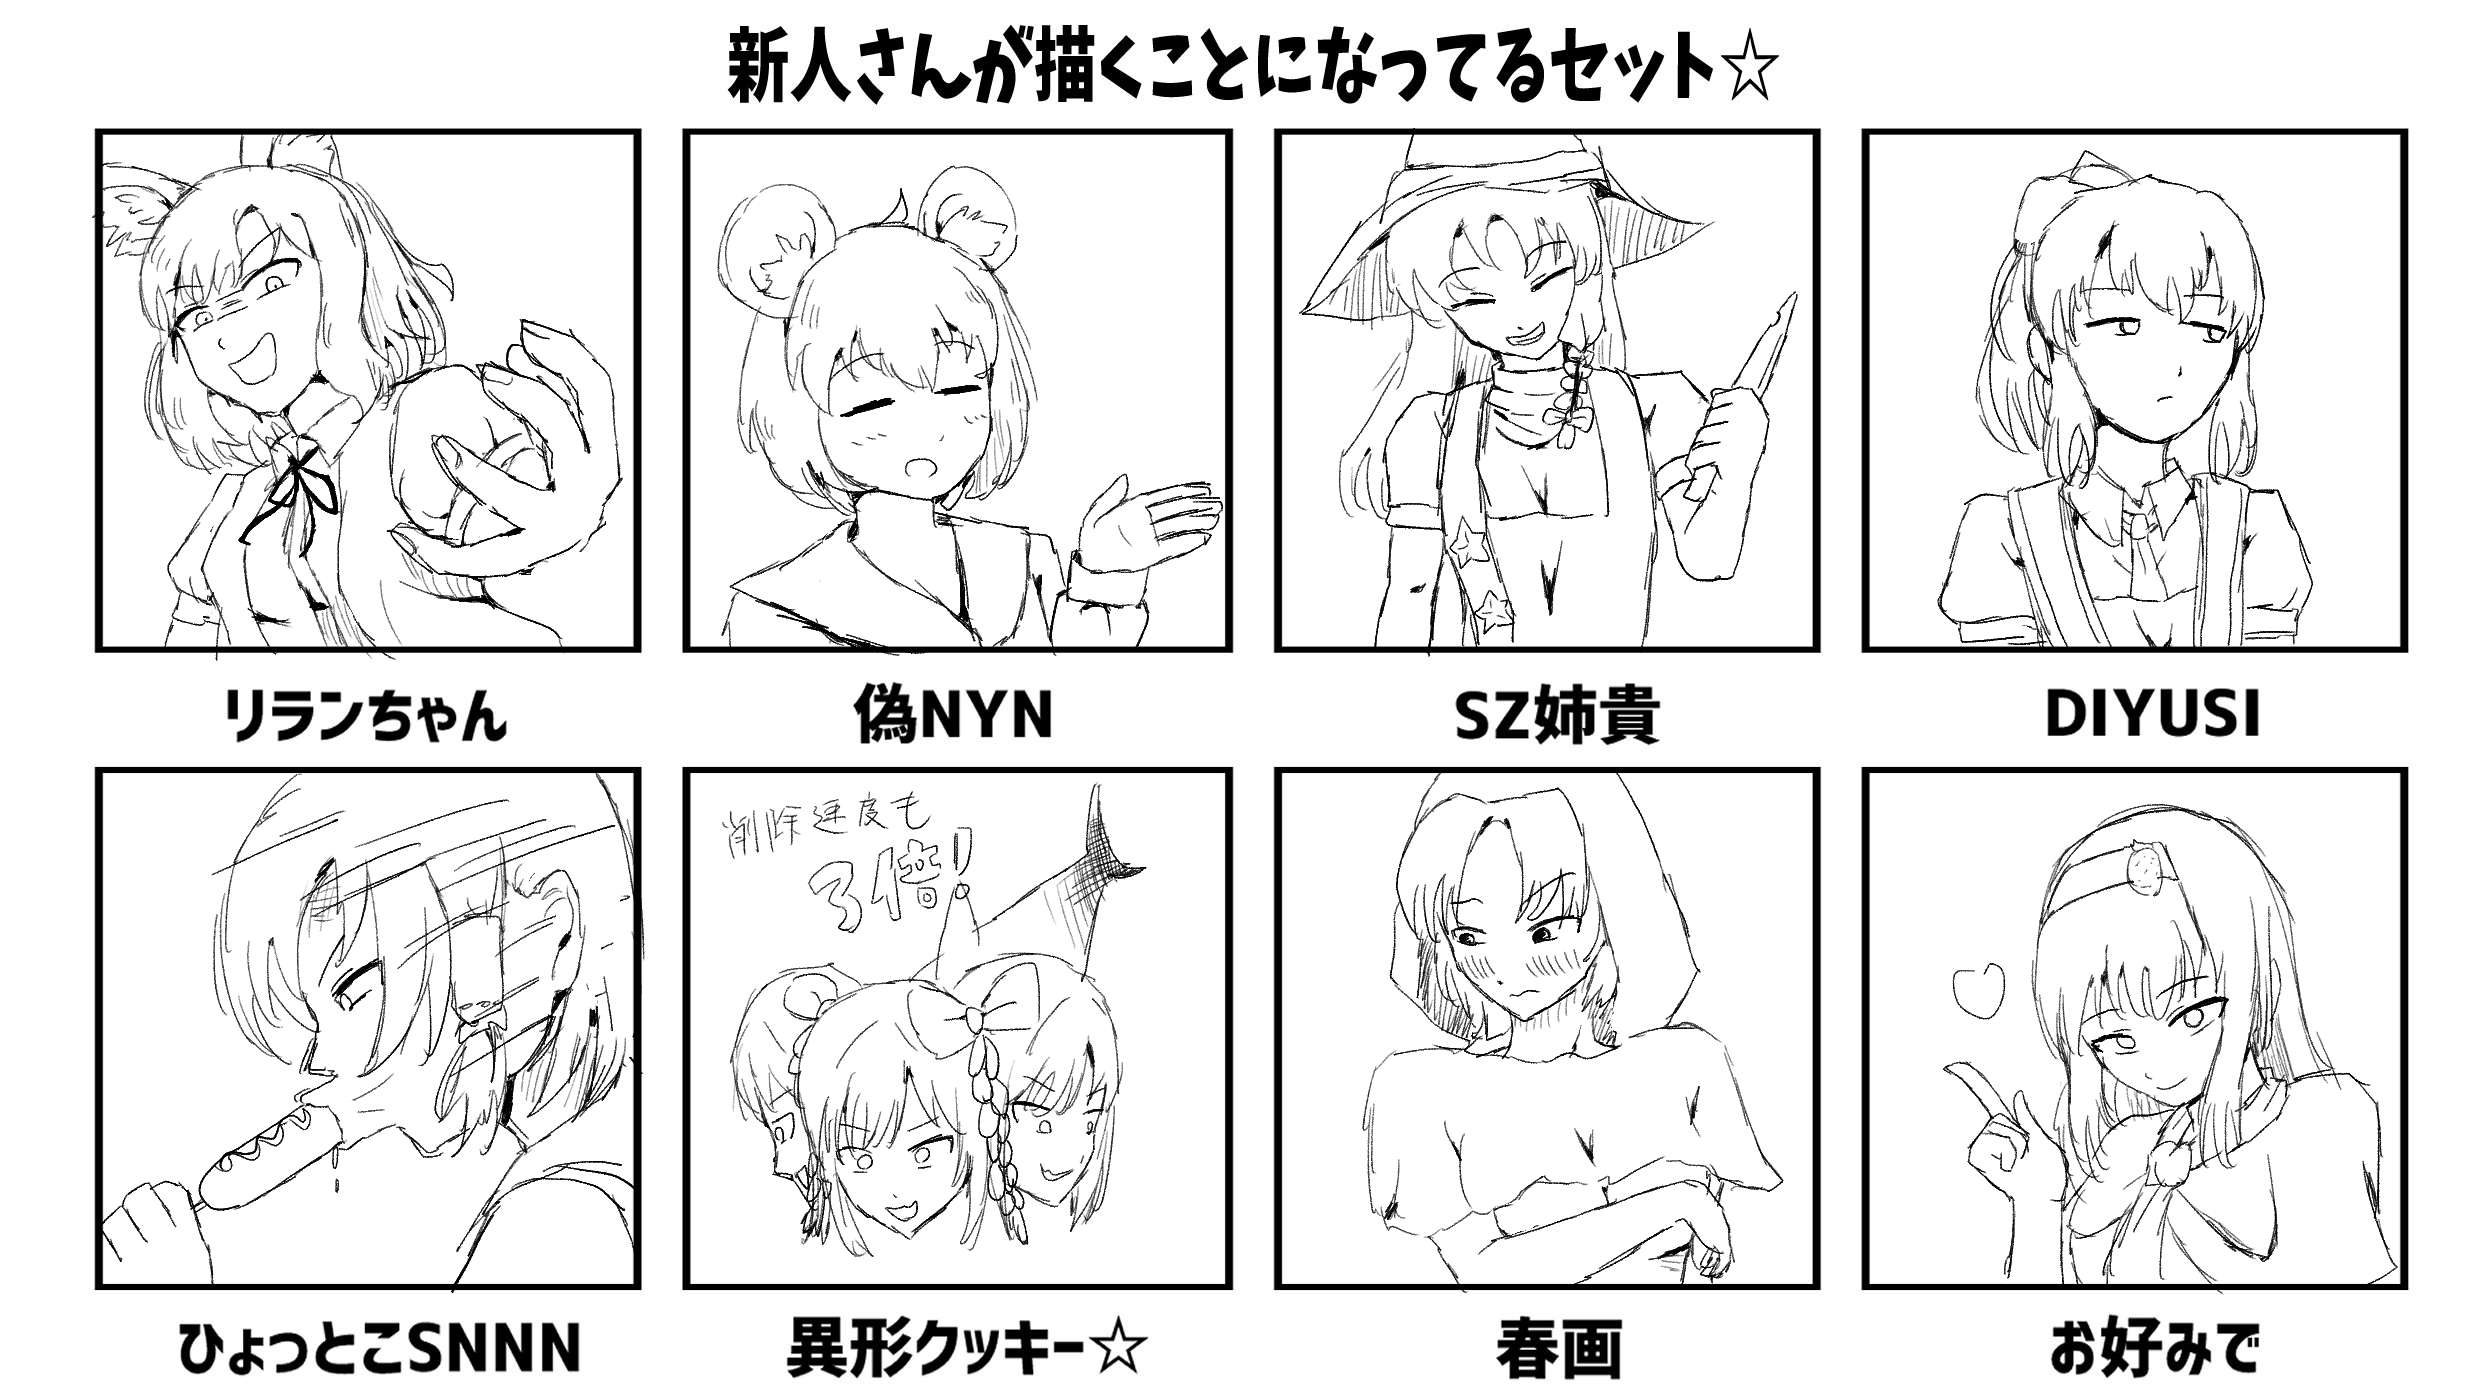 新人さんが描くことになってるセット☆
リランちゃん
偽NYN
SZ姉貴
DIYUSI
削除速度も
3倍!
ひょっとこSNNN
異形クッキー☆
春画
お好みで